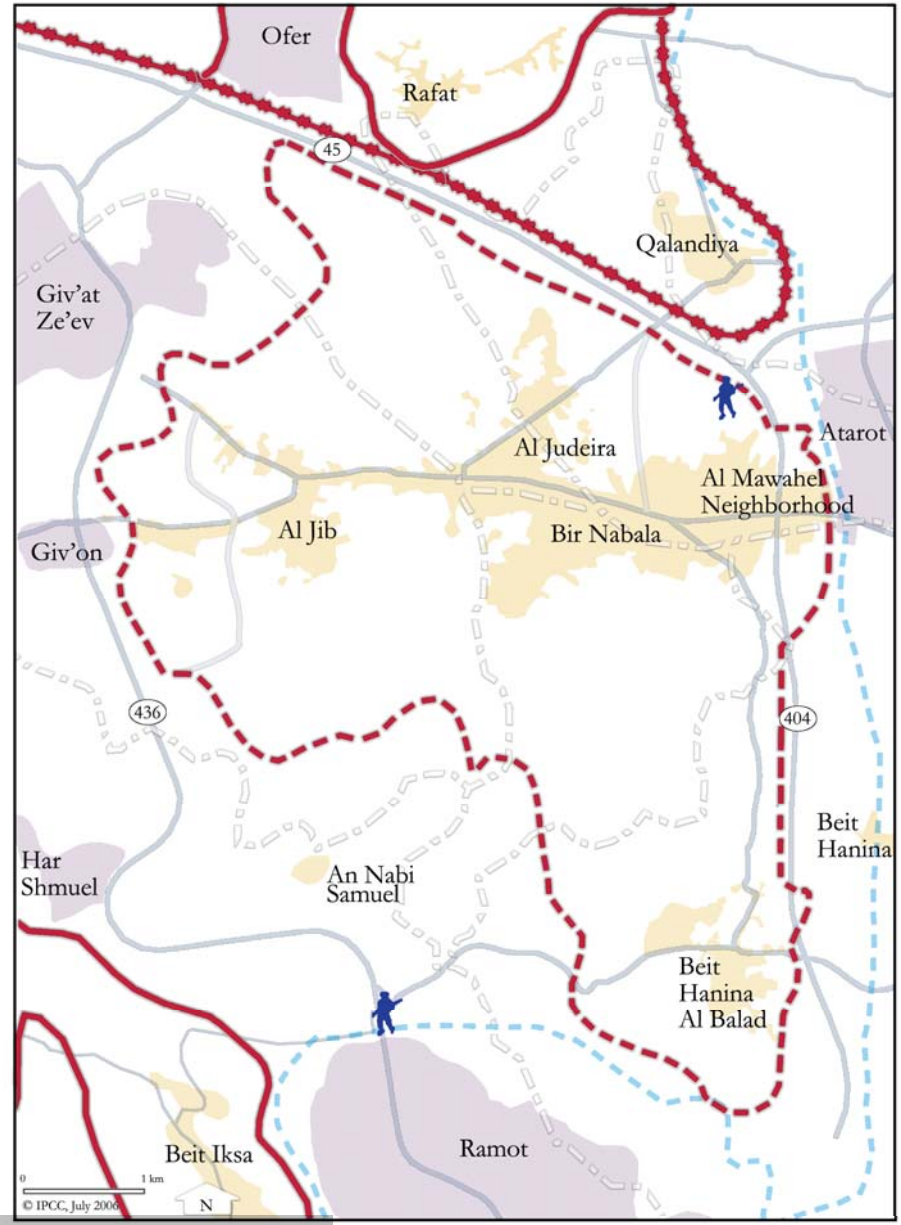 Ofer
Rafat
45
Qalandiya
Giv'at
Ze'ev
Atarot
Al Judeira
Al Mawahel
Neighborhood
Al Jib
Bir Nabala
Giv'on
436
404
Beit
Hanina
Har
Shmuel
An Nabi
Samuel
Beit
Hanina
Al Balad
Beit Iksa
Ramot
0 1 km
© IPCC, July 2006
N